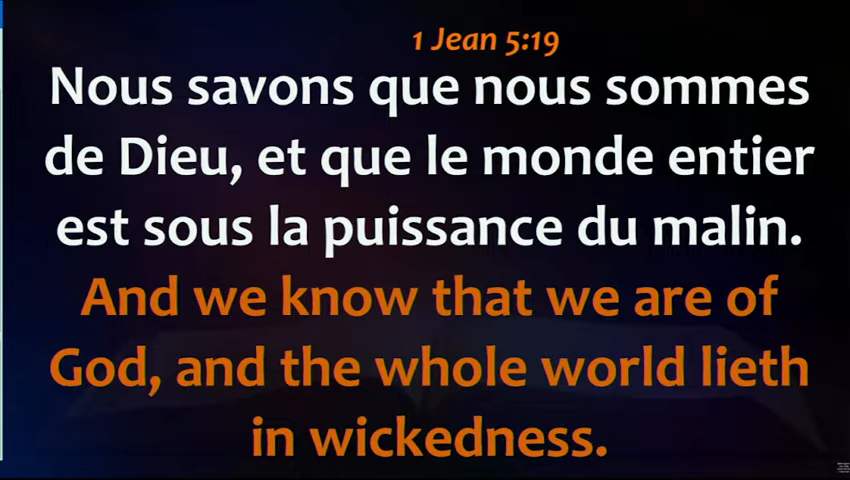 1 Jean 5:19
Nous savons que nous sommes
de Dieu, et que le monde entier
est sous la puissance du malin.
And we know that we are of
God, and the whole world lieth
in wickedness.